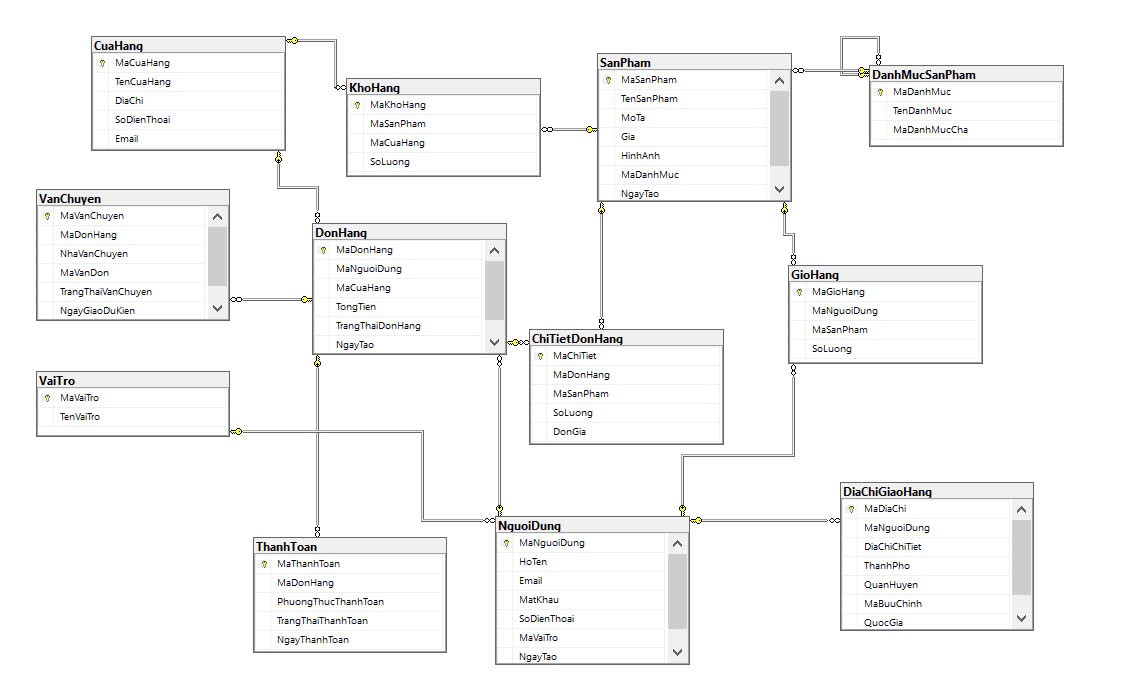 CuaHang
MaCuaHang
TenCuaHang
DiaChi
SoDienThoai
Email
KhoHang
MaKhoHang
MaSanPham
MaCuaHang
SoLuong
SanPham
MaSanPham
TenSanPham
MoTa
Gia
HinhAnh
MaDanhMuc
NgayTao
DanhMucSanPham
MaDanhMuc
TenDanhMuc
MaDanhMucCha
VanChuyen
MaVanChuyen
MaDonHang
NhaVanChuyen
MaVanDon
TrangThaiVanChuyen
NgayGiaoDuKien
DonHang
MaDonHang
MaNguoiDung
MaCuaHang
TongTien
TrangThaiDonHang
NgayTao
GioHang
MaGioHang
MaNguoiDung
MaSanPham
SoLuong
ChiTietDonHang
MaChiTiet
MaDonHang
MaSanPham
SoLuong
DonGia
VaiTro
MaVaiTro
TenVaiTro
ThanhToan
MaThanhToan
MaDonHang
PhuongThucThanhToan
TrangThaiThanhToan
NgayThanhToan
NguoiDung
MaNguoiDung
HoTen
Email
MatKhau
SoDienThoai
MaVaiTro
NgayTao
DiaChiGiaoHang
MaDiaChi
MaNguoiDung
DiaChiChiTiet
ThanhPho
QuanHuyen
MaBuuChinh
QuocGia